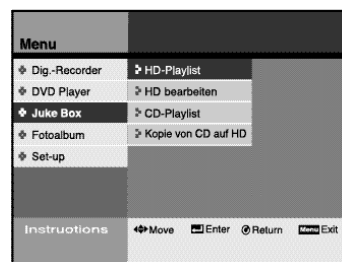 Menu
Dig.-Recorder
DVD Player
Juke Box
Fotoalbum
Set-up
HD-Playlist
HD bearbeiten
CD-Playlist
Kopie von CD auf HD
Instructions Move Enter Return Menu Exit